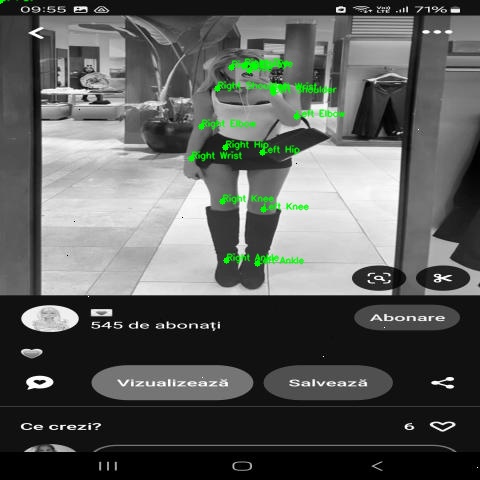 09:55
71%
Right Shoulder
Left Elbow
Right Elbow
Right Hip
Left Hip
Right Wrist
Right Knee
Left Knee
Right Ankle
Left Ankle
545 de abonați
Abonare
Vizualizează
Salvează
Ce crezi?
6